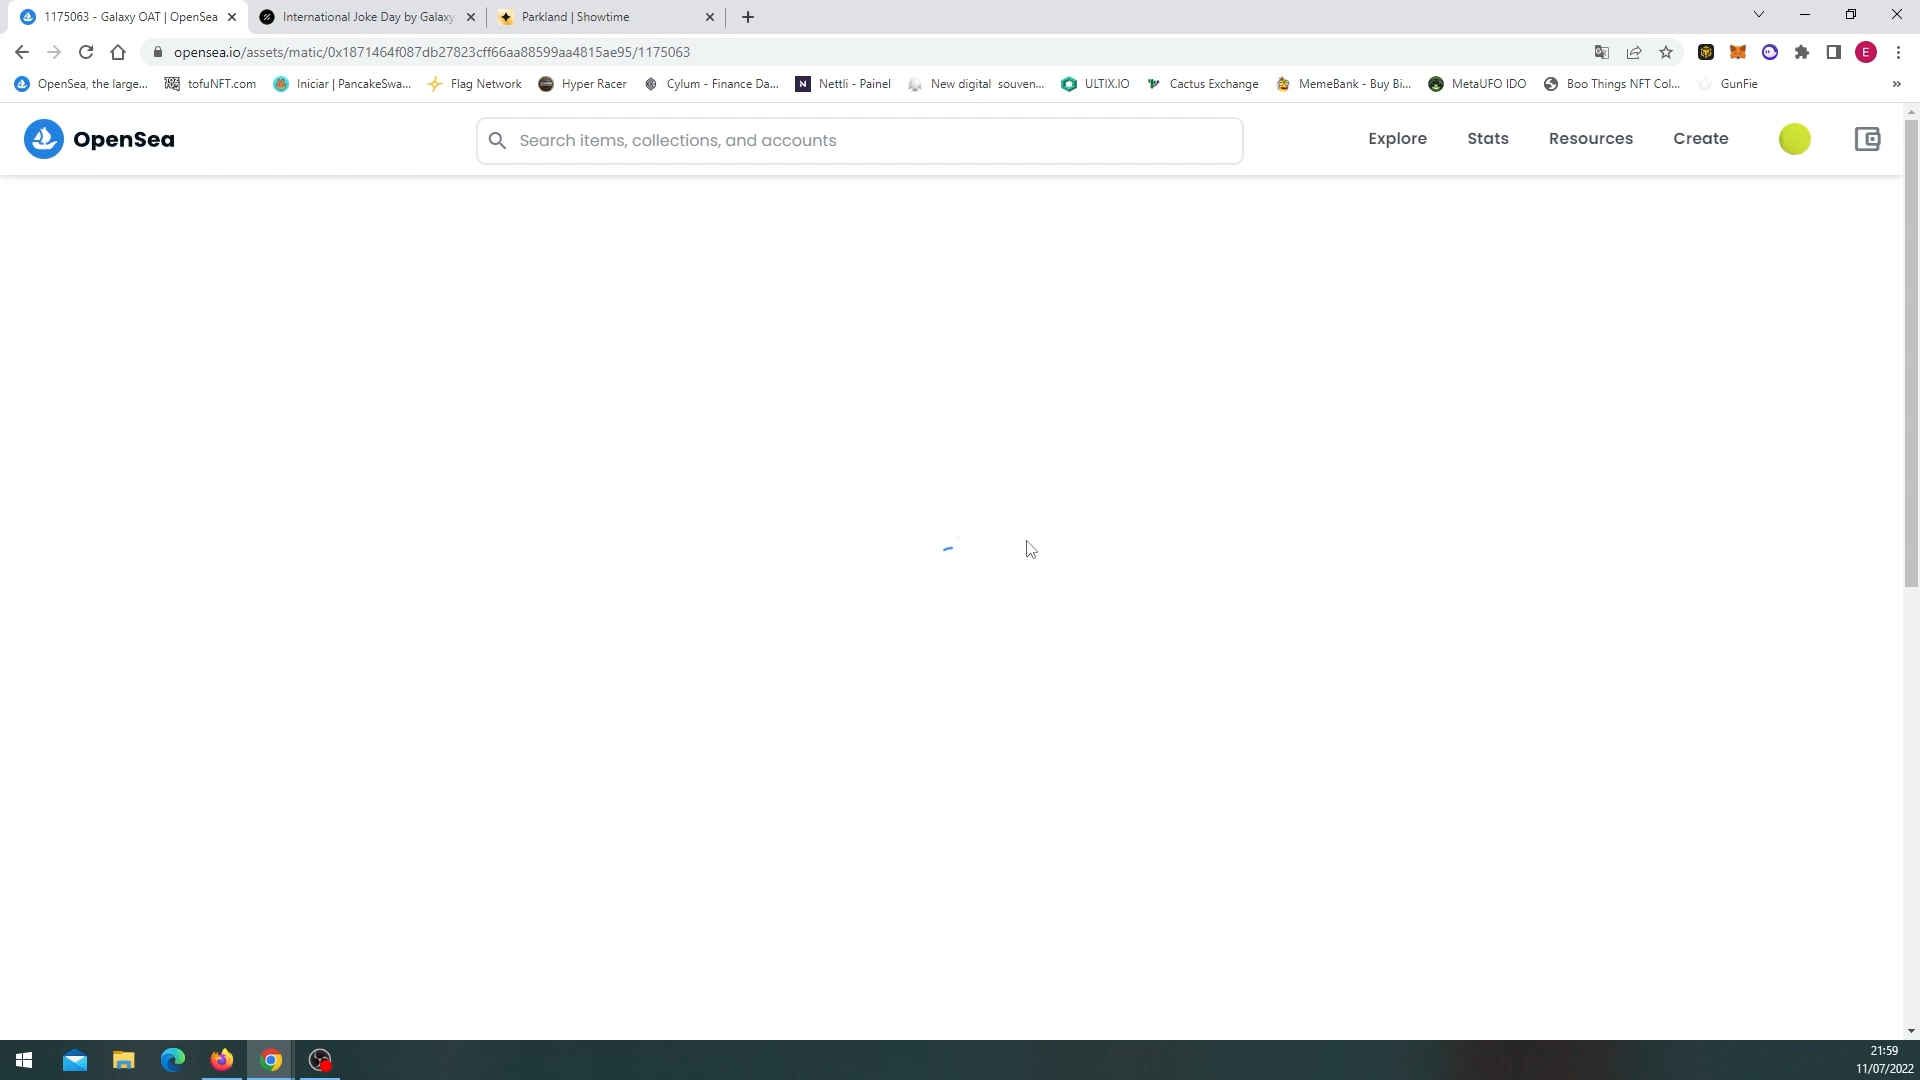 1175063 - Galaxy OAT | OpenSea
International Joke Day by Galaxy
Parkland | Showtime
opensea.io/assets/matic/0x1871464f087db27823cff66aa88599aa4815ae95/1175063
E
OpenSea, the large...
tofuNFT.com
Iniciar | PancakeSwa...
Flag Network
Hyper Racer
Cylum - Finance Da...
N
Nettli - Painel
New digital souven...
ULTIX.IO
Cactus Exchange
MemeBank - Buy Bi...
MetaUFO IDO
Boo Things NFT Col...
GunFie
»
OpenSea
Search items, collections, and accounts
Explore
Stats
Resources
Create
21:59
11/07/2022